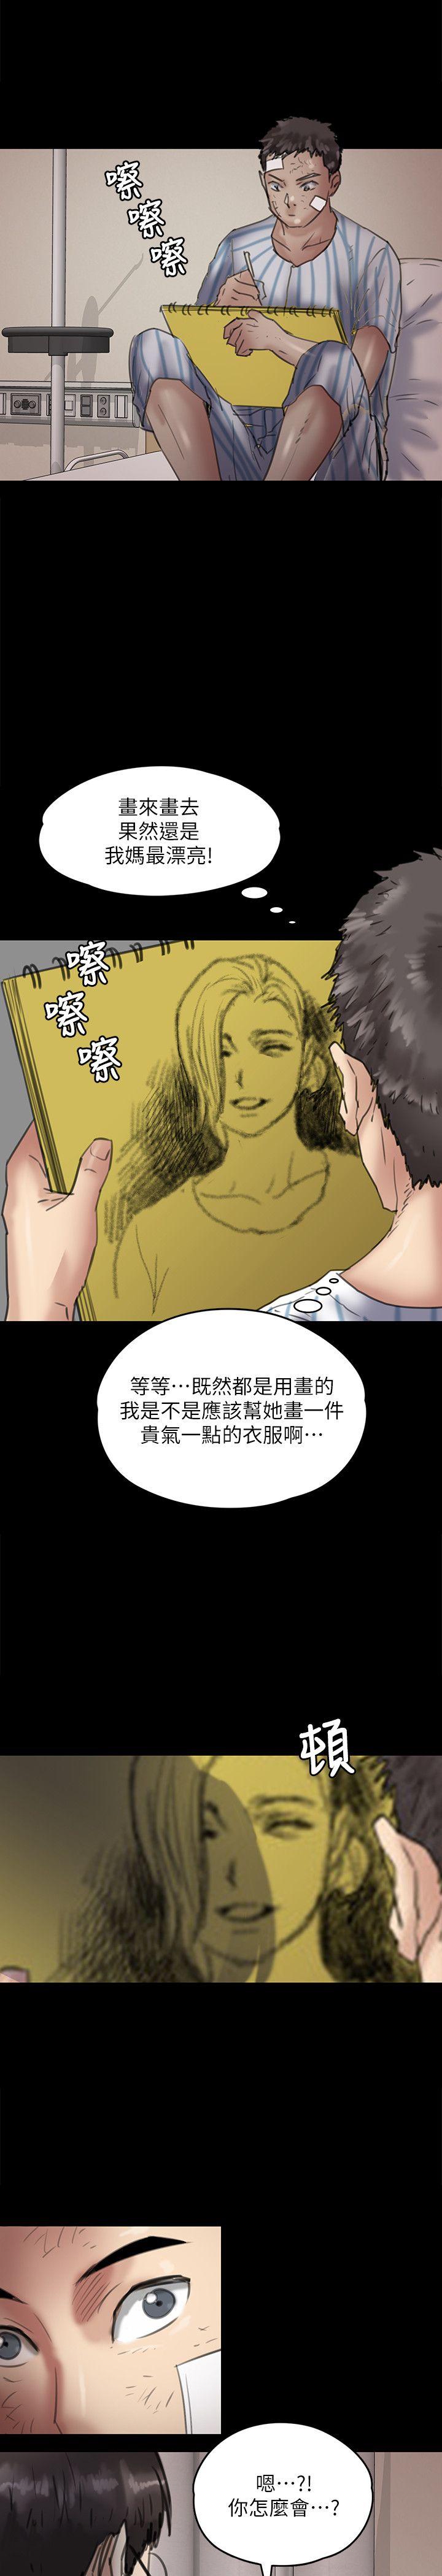 嚓
嚓
嚓
畫來畫去
果然還是
我媽最漂亮!
嚓
嚓
嚓
等等⋯既然都是用畫的
我是不是應該幫她畫一件
貴氣一點的衣服啊⋯
頓
嗯⋯?!
你怎麼會⋯?